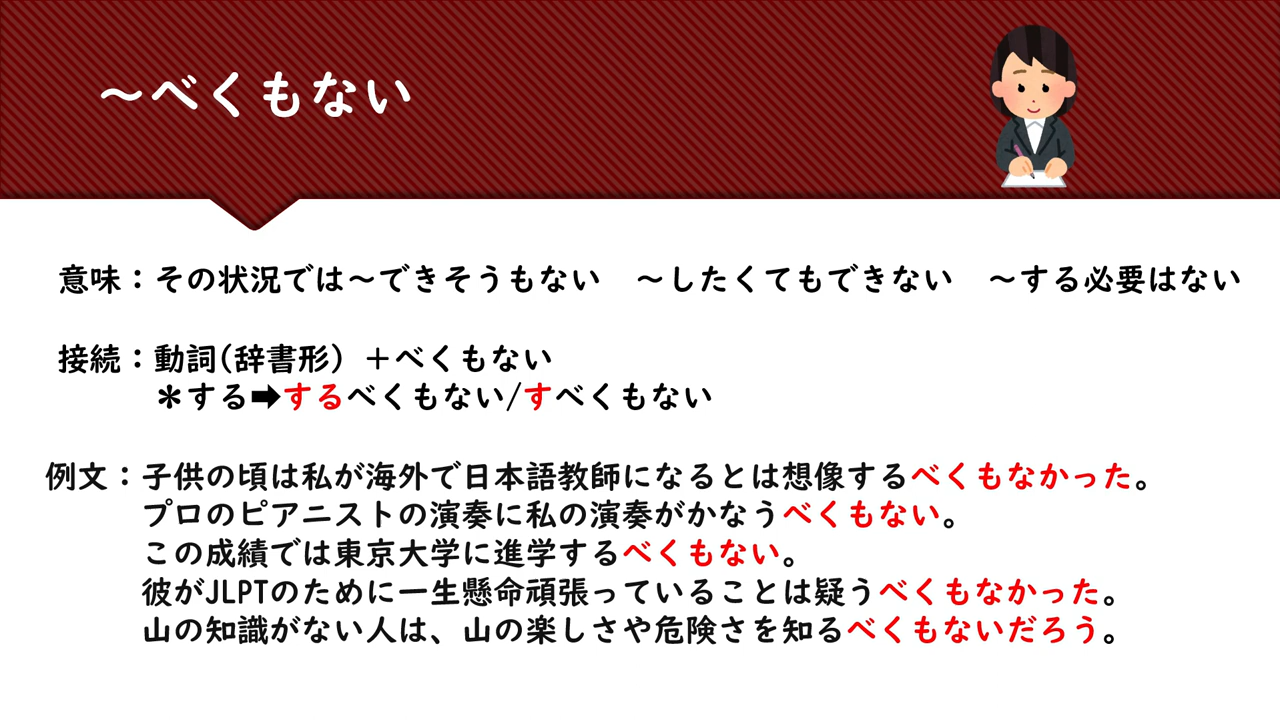 ～べくもない
意味：その状況では～できそうもない　～したくてもできない　～する必要はない
接続：動詞(辞書形）＋べくもない
＊する➡するべくもない/すべくもない
例文：子供の頃は私が海外で日本語教師になるとは想像するべくもなかった。
プロのピアニストの演奏に私の演奏がかなうべくもない。
この成績では東京大学に進学するべくもない。
彼がJLPTのために一生懸命頑張っていることは疑うべくもなかった。
山の知識がない人は、山の楽しさや危険さを知るべくもないだろう。